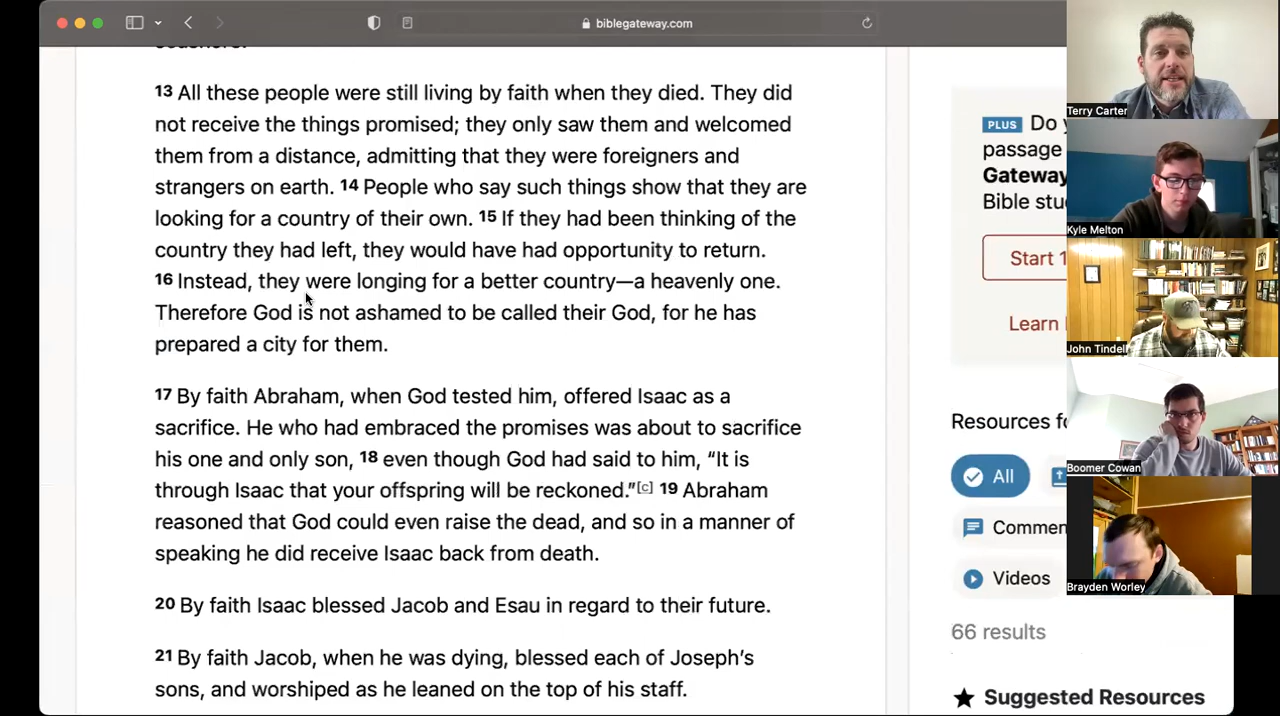 biblegateway.com
13 All these people were still living by faith when they died. They did
not receive the things promised; they only saw them and welcomed
them from a distance, admitting that they were foreigners and
strangers on earth. 14 People who say such things show that they are
looking for a country of their own. 15 If they had been thinking of the
country they had left, they would have had opportunity to return.
16 Instead, they were longing for a better country—a heavenly one.
Therefore God is not ashamed to be called their God, for he has
prepared a city for them.
17 By faith Abraham, when God tested him, offered Isaac as a
sacrifice. He who had embraced the promises was about to sacrifice
his one and only son, 18 even though God had said to him, “It is
through Isaac that your offspring will be reckoned.”[c] 19 Abraham
reasoned that God could even raise the dead, and so in a manner of
speaking he did receive Isaac back from death.
20 By faith Isaac blessed Jacob and Esau in regard to their future.
21 By faith Jacob, when he was dying, blessed each of Joseph’s
sons, and worshiped as he leaned on the top of his staff.
PLUS Do
passage
Gateway
Bible stu
Start 1
Learn
Resources fo
All
Commen
Videos
66 results
Suggested Resources
Terry Carter
Kyle Melton
John Tindell
Boomer Cowan
Brayden Worley